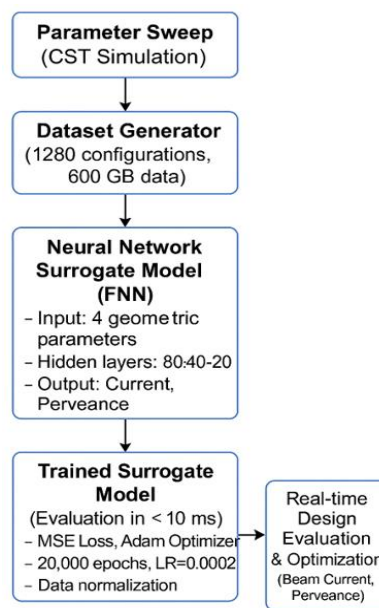 Parameter Sweep
(CST Simulation)
Dataset Generator
(1280 configurations,
600 GB data)
Neural Network
Surrogate Model
(FNN)
– Input: 4 geometric
parameters
– Hidden layers: 80:40-20
– Output: Current,
Perveance
Trained Surrogate
Model
(Evaluation in < 10 ms)
– MSE Loss, Adam Optimizer
– 20,000 epochs, LR=0.0002
– Data normalization
Real-time
Design
Evaluation
& Optimization
(Beam Current,
Perveance)